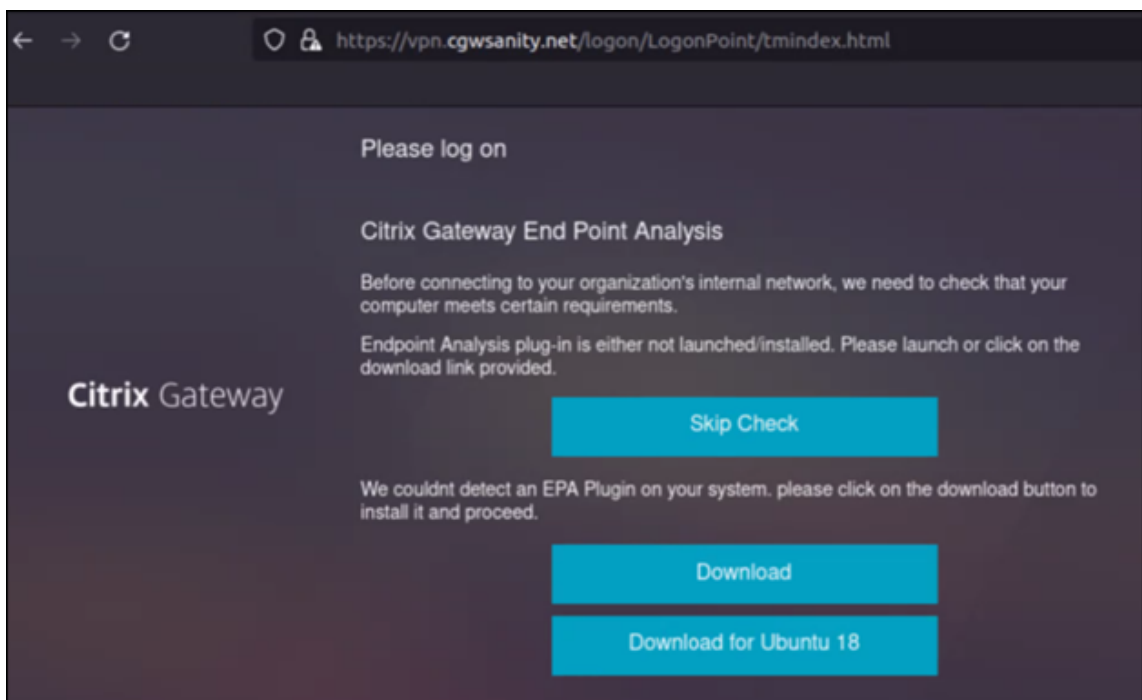 https://vpn.cgwsanity.net/logon/LogonPoint/tmindex.html
Please log on
Citrix Gateway End Point Analysis
Before connecting to your organization's internal network, we need to check that your
computer meets certain requirements.
Endpoint Analysis plug-in is either not launched/installed. Please launch or click on the
download link provided.
Citrix Gateway
Skip Check
We couldnt detect an EPA Plugin on your system. please click on the download button to
install it and proceed.
Download
Download for Ubuntu 18